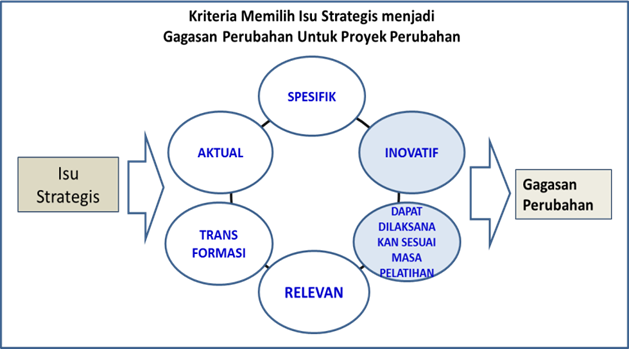 Kriteria Memilih Isu Strategis menjadi
Gagasan Perubahan Untuk Proyek Perubahan
SPESIFIK
AKTUAL
INOVATIF
Isu
Strategis
Gagasan
Perubahan
TRANS
FORMASI
DAPAT
DILAKSANA
KAN SESUAI
MASA
PELATIHAN
RELEVAN